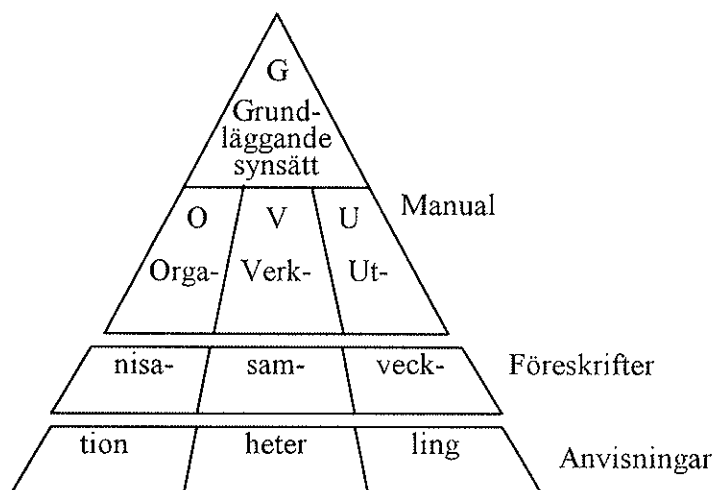 G
Grund-
läggande
synsätt
O V U
Manual
Orga- Verk- Ut-
nisa- sam- veck-
Föreskrifter
tion heter ling
Anvisningar